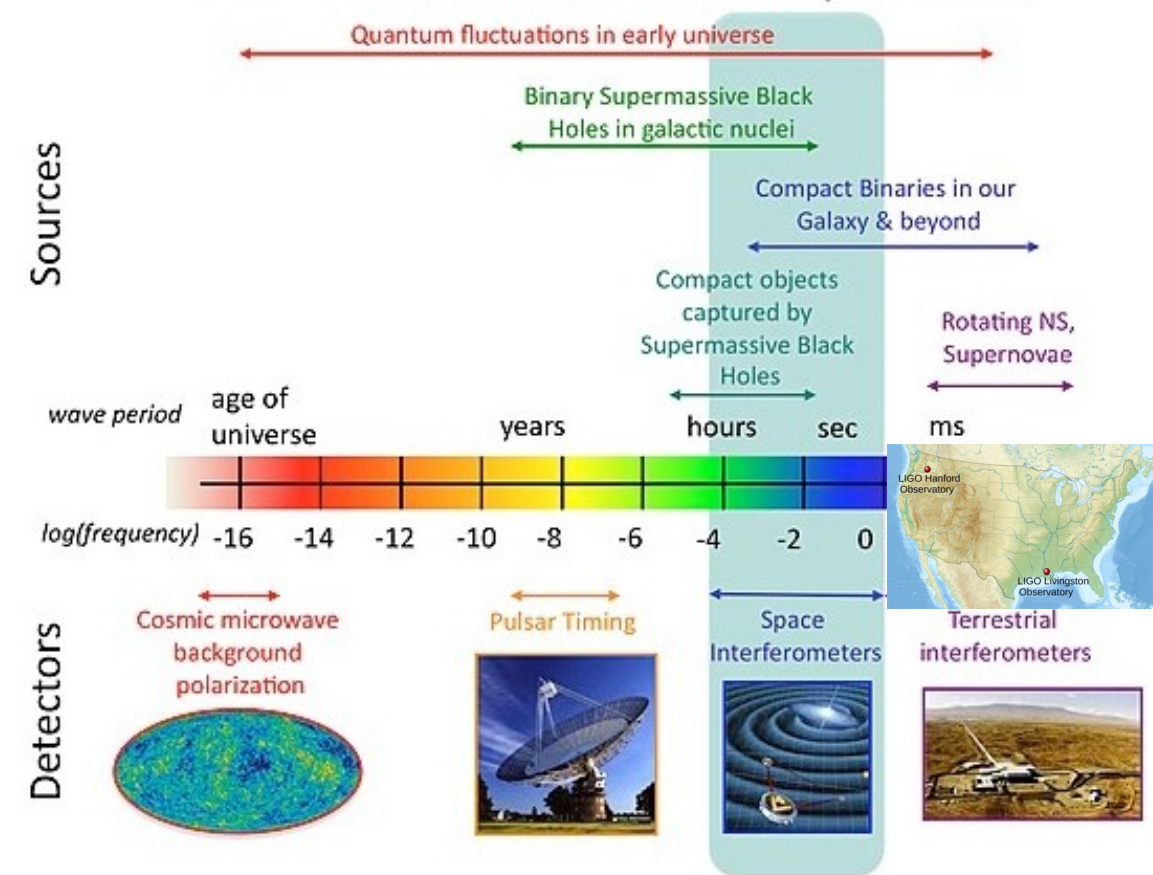 Quantum fluctuations in early universe
Binary Supermassive Black
Holes in galactic nuclei
Compact Binaries in our
Galaxy & beyond
Compact objects
captured by
Supermassive Black
Holes
Rotating NS,
Supernovae
Sources
wave period
age of
universe
years
hours
sec
ms
log(frequency)
-16 -14 -12 -10 -8 -6 -4 -2 0
LIGO Hanford
Observatory
LIGO Livingston
Observatory
Detectors
Cosmic microwave
background
polarization
Pulsar Timing
Space
Interferometers
Terrestrial
interferometers